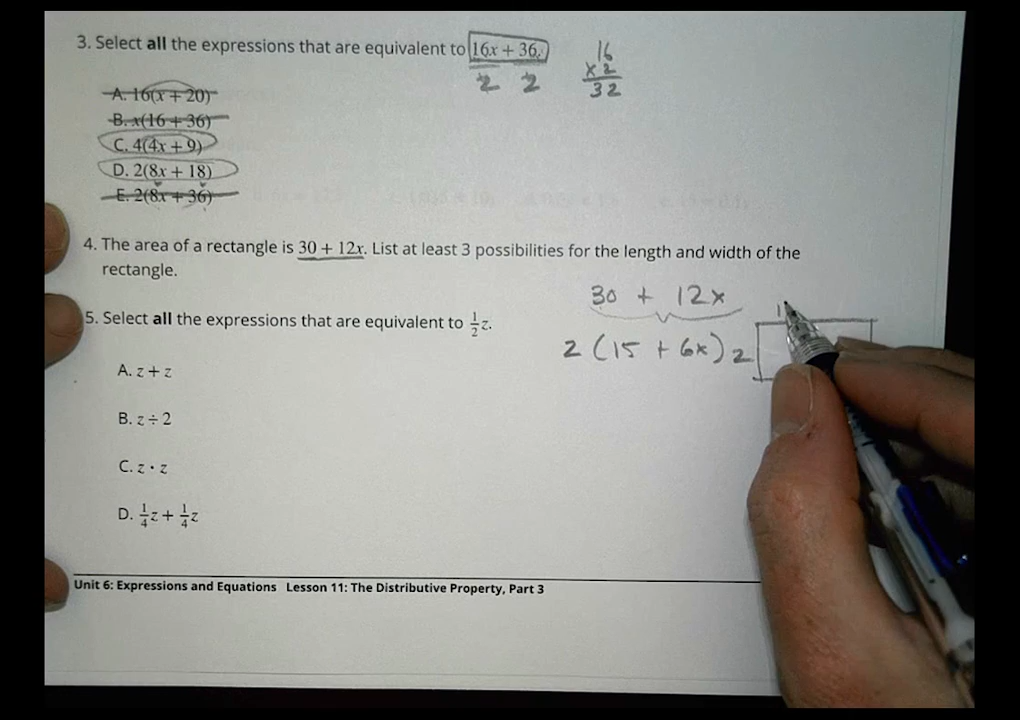 3. Select all the expressions that are equivalent to 16x + 36.
2 2
16
x 2
32
A. 16(x + 20)
B. x(16 + 36)
C. 4(4x + 9)
D. 2(8x + 18)
E. 2(8x + 36)
4. The area of a rectangle is 30 + 12x. List at least 3 possibilities for the length and width of the
rectangle.
30 + 12x
2 (15 + 6x) 2
5. Select all the expressions that are equivalent to ½z.
A. z + z
B. z ÷ 2
C. z · z
D. ¼z + ¼z
Unit 6: Expressions and Equations Lesson 11: The Distributive Property, Part 3